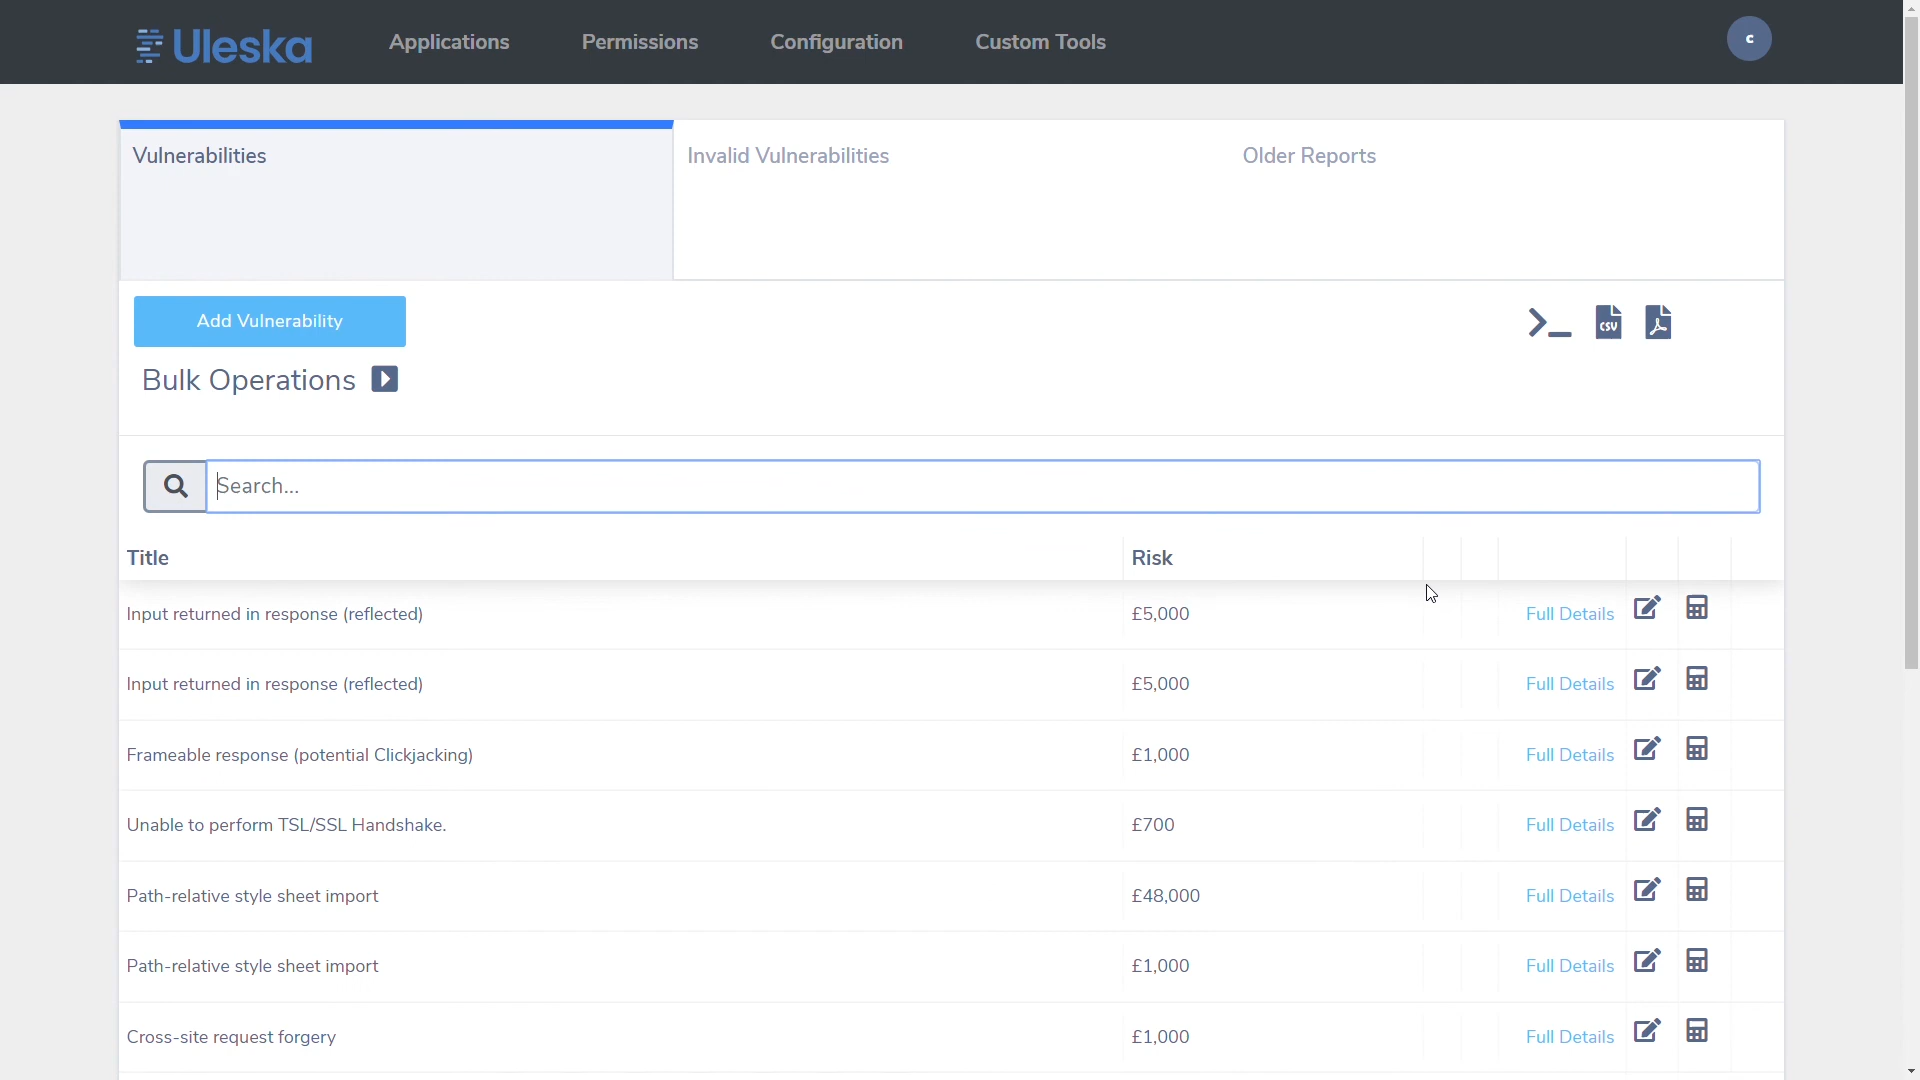 Uleska
Applications
Permissions
Configuration
Custom Tools
c
Vulnerabilities
Invalid Vulnerabilities
Older Reports
Add Vulnerability
CSV
Bulk Operations
Search...
Title
Risk
Input returned in response (reflected)
£5,000
Full Details
Input returned in response (reflected)
£5,000
Full Details
Frameable response (potential Clickjacking)
£1,000
Full Details
Unable to perform TSL/SSL Handshake.
£700
Full Details
Path-relative style sheet import
£48,000
Full Details
Path-relative style sheet import
£1,000
Full Details
Cross-site request forgery
£1,000
Full Details